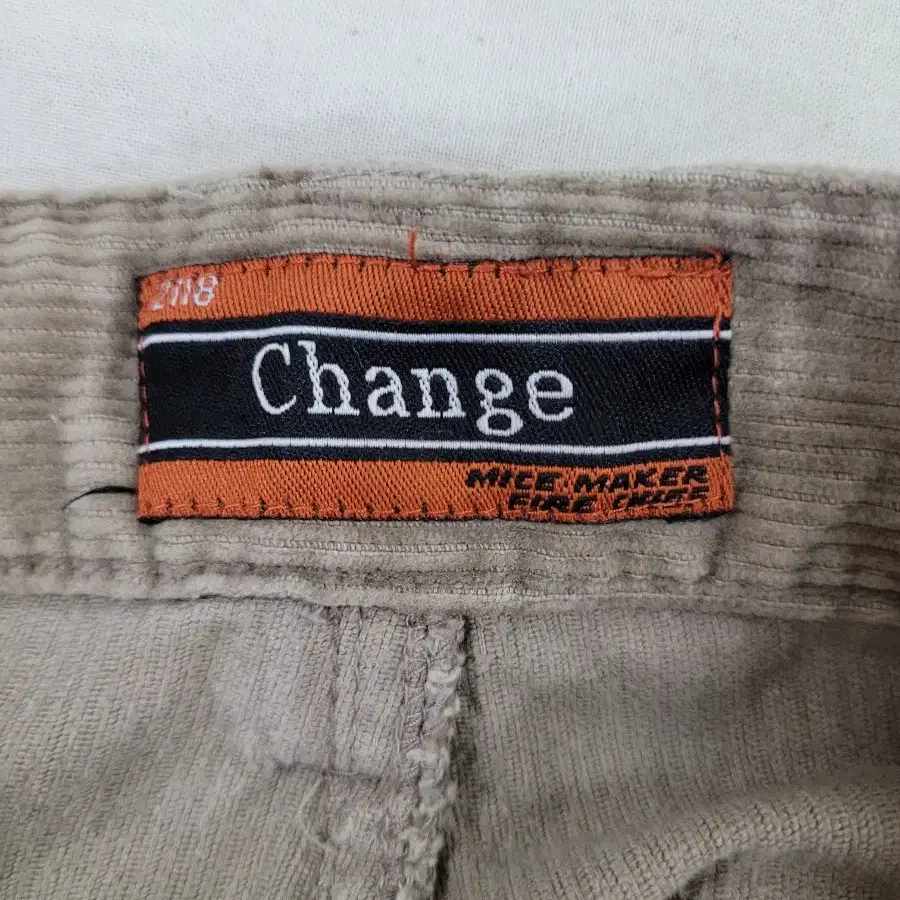 2118
Change
MICE.MAKER
FIRE CHIEF